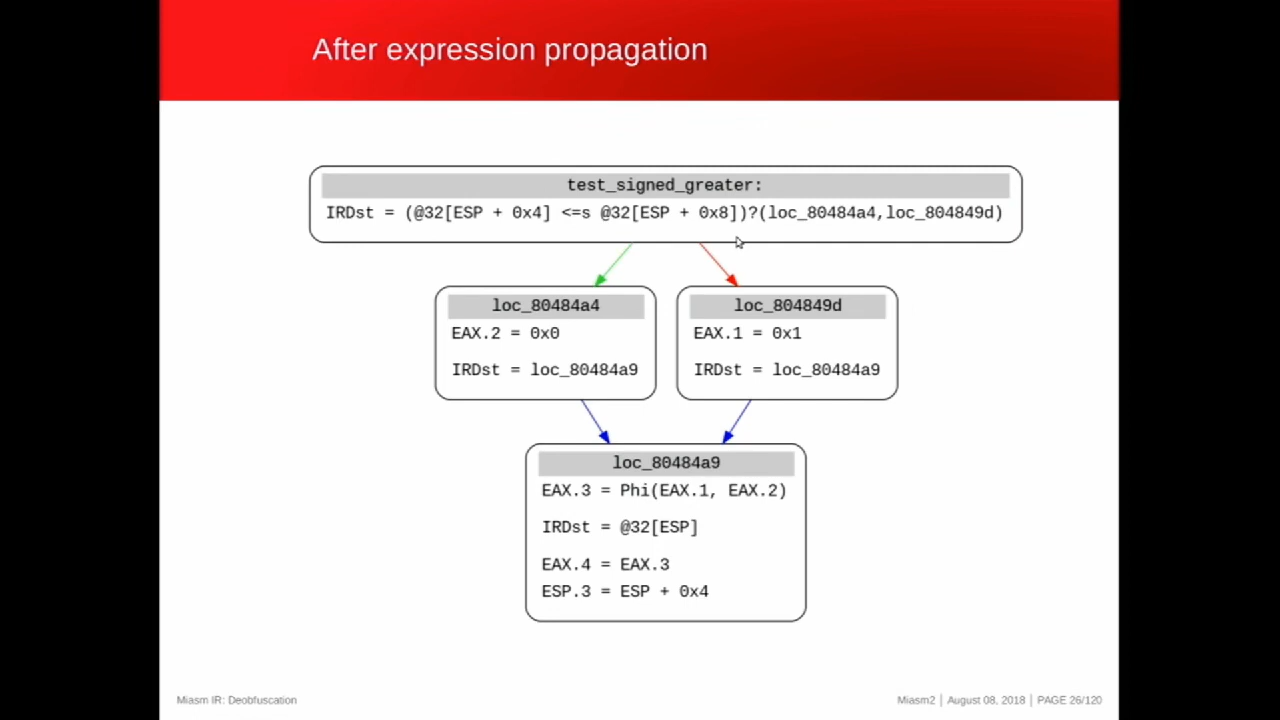 After expression propagation
test_signed_greater:
IRDst = (@32[ESP + 0x4] <=s @32[ESP + 0x8])?(loc_80484a4,loc_804849d)
loc_80484a4
EAX.2 = 0x0
IRDst = loc_80484a9
loc_804849d
EAX.1 = 0x1
IRDst = loc_80484a9
loc_80484a9
EAX.3 = Phi(EAX.1, EAX.2)
IRDst = @32[ESP]
EAX.4 = EAX.3
ESP.3 = ESP + 0x4
Miasm IR: Deobfuscation
Miasm2 | August 08, 2018 | PAGE 26/120